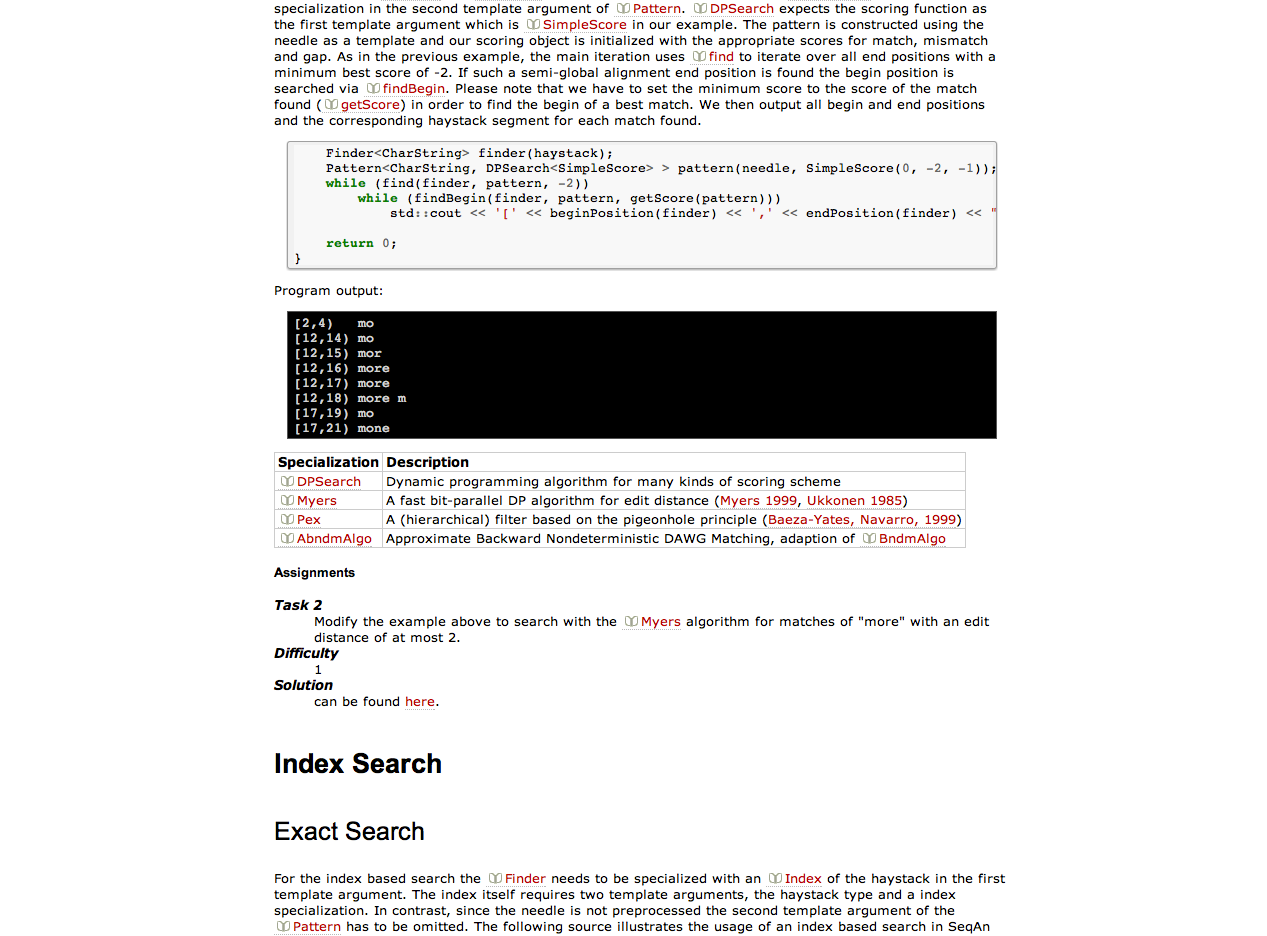 specialization in the second template argument of Pattern. DPSearch expects the scoring function as
the first template argument which is SimpleScore in our example. The pattern is constructed using the
needle as a template and our scoring object is initialized with the appropriate scores for match, mismatch
and gap. As in the previous example, the main iteration uses find to iterate over all end positions with a
minimum best score of -2. If such a semi-global alignment end position is found the begin position is
searched via findBegin. Please note that we have to set the minimum score to the score of the match
found (getScore) in order to find the begin of a best match. We then output all begin and end positions
and the corresponding haystack segment for each match found.
Finder<CharString> finder(haystack);
Pattern<CharString, DPSearch<SimpleScore> > pattern(needle, SimpleScore(0, -2, -1));
while (find(finder, pattern, -2))
while (findBegin(finder, pattern, getScore(pattern)))
std::cout << '[' << beginPosition(finder) << ',' << endPosition(finder) << "
return 0;
}
Program output:
[2,4) mo
[12,14) mo
[12,15) mor
[12,16) more
[12,17) more
[12,18) more m
[17,19) mo
[17,21) mone
Specialization Description
DPSearch Dynamic programming algorithm for many kinds of scoring scheme
Myers A fast bit-parallel DP algorithm for edit distance (Myers 1999, Ukkonen 1985)
Pex A (hierarchical) filter based on the pigeonhole principle (Baeza-Yates, Navarro, 1999)
AbndmAlgo Approximate Backward Nondeterministic DAWG Matching, adaption of BndmAlgo
Assignments
Task 2
Modify the example above to search with the Myers algorithm for matches of "more" with an edit
distance of at most 2.
Difficulty
1
Solution
can be found here.
Index Search
Exact Search
For the index based search the Finder needs to be specialized with an Index of the haystack in the first
template argument. The index itself requires two template arguments, the haystack type and a index
specialization. In contrast, since the needle is not preprocessed the second template argument of the
Pattern has to be omitted. The following source illustrates the usage of an index based search in SeqAn